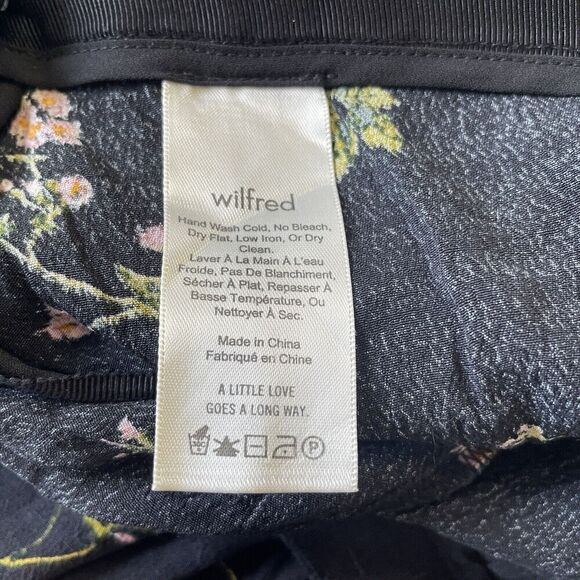 wilfred
Hand Wash Cold, No Bleach,
Dry Flat, Low Iron, Or Dry
Clean.
Laver À La Main À L'eau
Froide, Pas De Blanchiment,
Sécher À Plat, Repasser À
Basse Température, Ou
Nettoyer À Sec.
Made in China
Fabriqué en Chine
A LITTLE LOVE
GOES A LONG WAY.
P